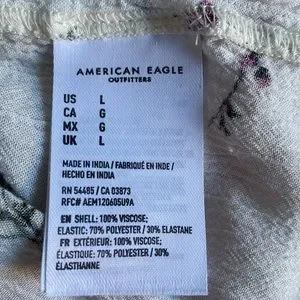 AMERICAN EAGLE
OUTFITTERS
US L
CA G
MX G
UK L
MADE IN INDIA / FABRIQUÉ EN INDE /
HECHO EN INDIA
RN 54485 / CA 03873
RFC# AEM120605U9A
EN SHELL: 100% VISCOSE;
ELASTIC: 70% POLYESTER / 30% ELASTANE
FR EXTÉRIEUR: 100% VISCOSE;
ÉLASTIQUE: 70% POLYESTER / 30%
ÉLASTHANNE